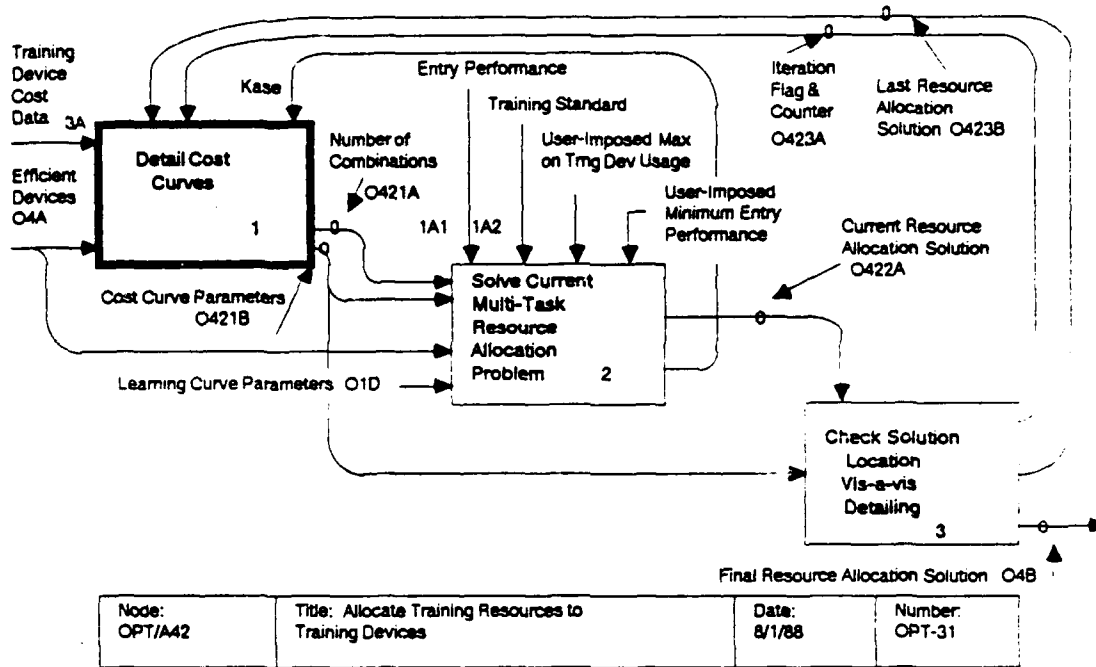 Training
Device
Cost
Data 3A
Efficient
Devices
O4A
Kase
Detail Cost
Curves
1
Number of
Combinations
O421A
Cost Curve Parameters
O421B
Entry Performance
Training Standard
User-Imposed Max
on Trng Dev Usage
User-Imposed
Minimum Entry
Performance
1A1 1A2
Iteration
Flag &
Counter
O423A
Last Resource
Allocation
Solution O423B
Current Resource
Allocation Solution
O422A
Solve Current
Multi-Task
Resource
Allocation
Problem 2
Learning Curve Parameters O1D
Check Solution
Location
Vis-a-vis
Detailing
3
Final Resource Allocation Solution O4B
Node:
OPT/A42
Title: Allocate Training Resources to
Training Devices
Date:
8/1/88
Number:
OPT-31